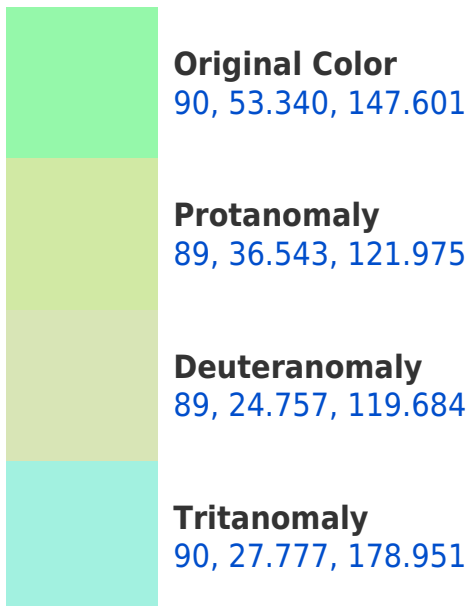 Original Color
90, 53.340, 147.601
Protanomaly
89, 36.543, 121.975
Deuteranomaly
89, 24.757, 119.684
Tritanomaly
90, 27.777, 178.951